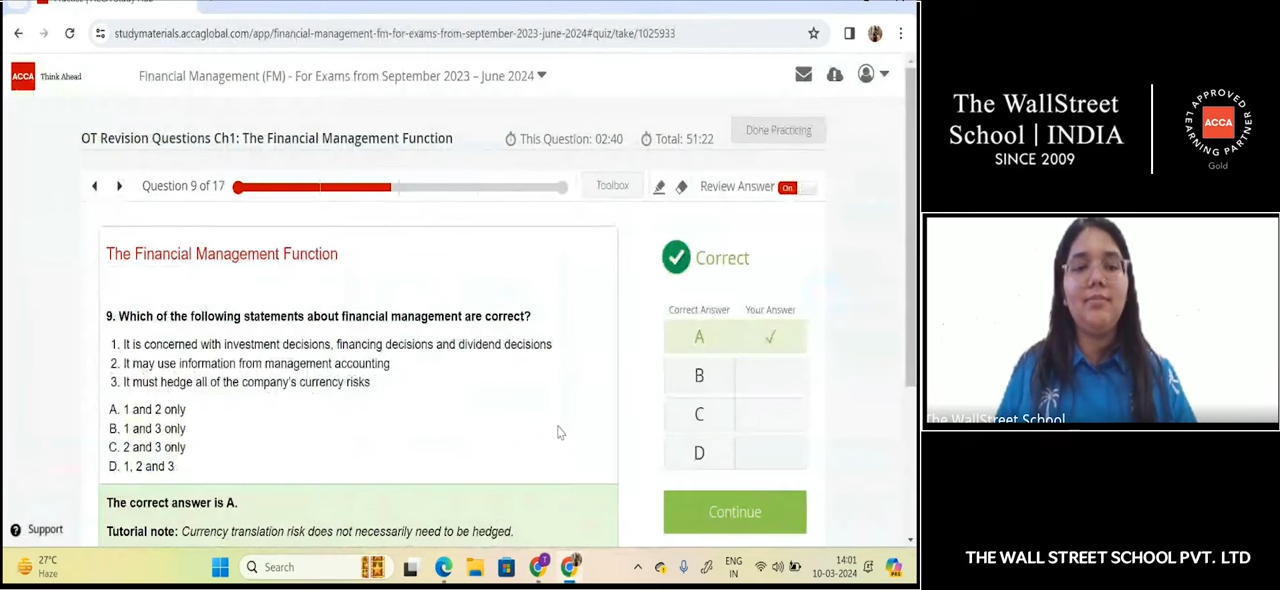 studymaterials.accaglobal.com/app/financial-management-fm-for-exams-from-september-2023-june-2024#quiz/take/1025933
ACCA Think Ahead
Financial Management (FM) - For Exams from September 2023 – June 2024
OT Revision Questions Ch1: The Financial Management Function
This Question: 02:40
Total: 51:22
Done Practicing
Question 9 of 17
Toolbox
Review Answer On
The Financial Management Function
9. Which of the following statements about financial management are correct?
1. It is concerned with investment decisions, financing decisions and dividend decisions
2. It may use information from management accounting
3. It must hedge all of the company's currency risks
A. 1 and 2 only
B. 1 and 3 only
C. 2 and 3 only
D. 1, 2 and 3
The correct answer is A.
Tutorial note: Currency translation risk does not necessarily need to be hedged.
Correct
Correct Answer Your Answer
A
B
C
D
Continue
Support
27°C
Haze
Search
ENG
IN
14:01
10-03-2024
The WallStreet
School | INDIA
SINCE 2009
APPROVED
ACCA
LEARNING PARTNER
Gold
The WallStreet School
THE WALL STREET SCHOOL PVT. LTD